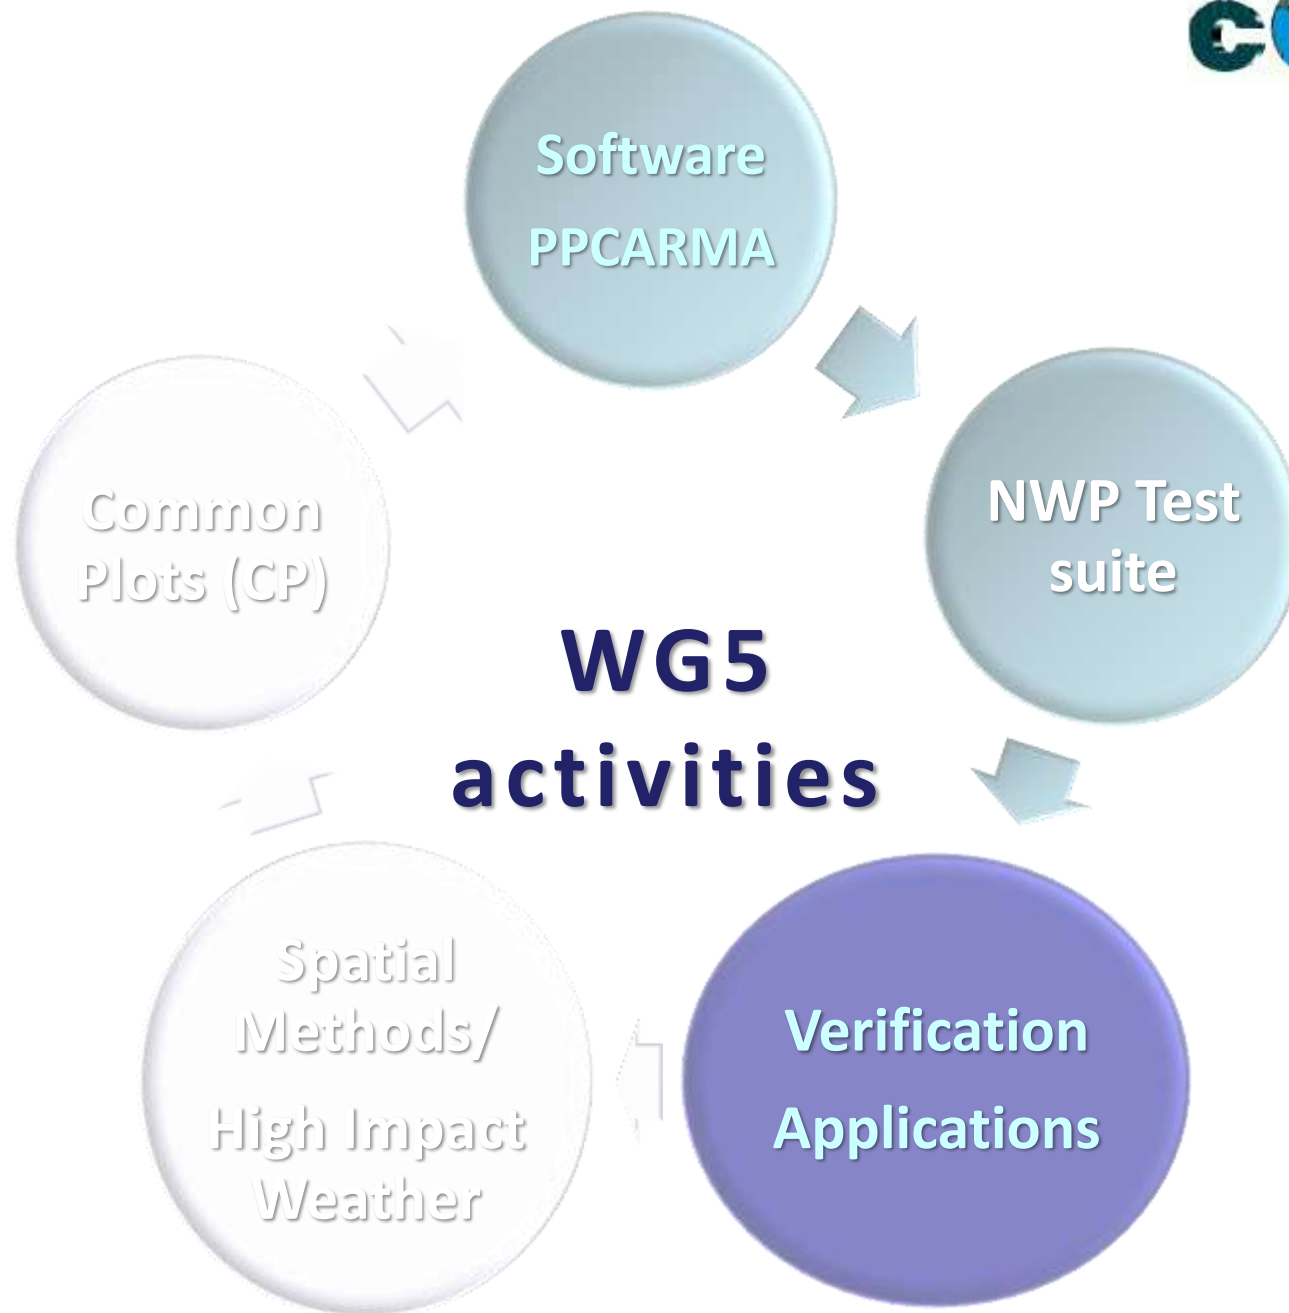 Software
PPCARMA
NWP Test
suite
Common
Plots (CP)
WG5
activities
Spatial
Methods/
High Impact
Weather
Verification
Applications